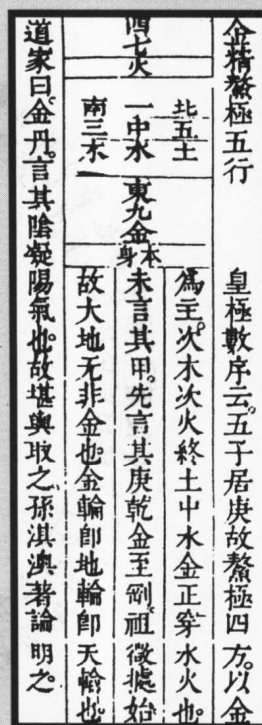 金精鰲極五行
皇極數序云。五子居庚故鰲極四方。以金
為主。次木次火終土中水金正穿水火也。
未言其甲。先言其庚乾金至剛。祖微攄始
故大地无非金也。金輪即地輪即天輪也。
北五土
西七火 一中水 東九金
本身
南三木
道家曰金丹。言其陰凝陽氣也。故堪輿取之。孫淇澳著論明之。